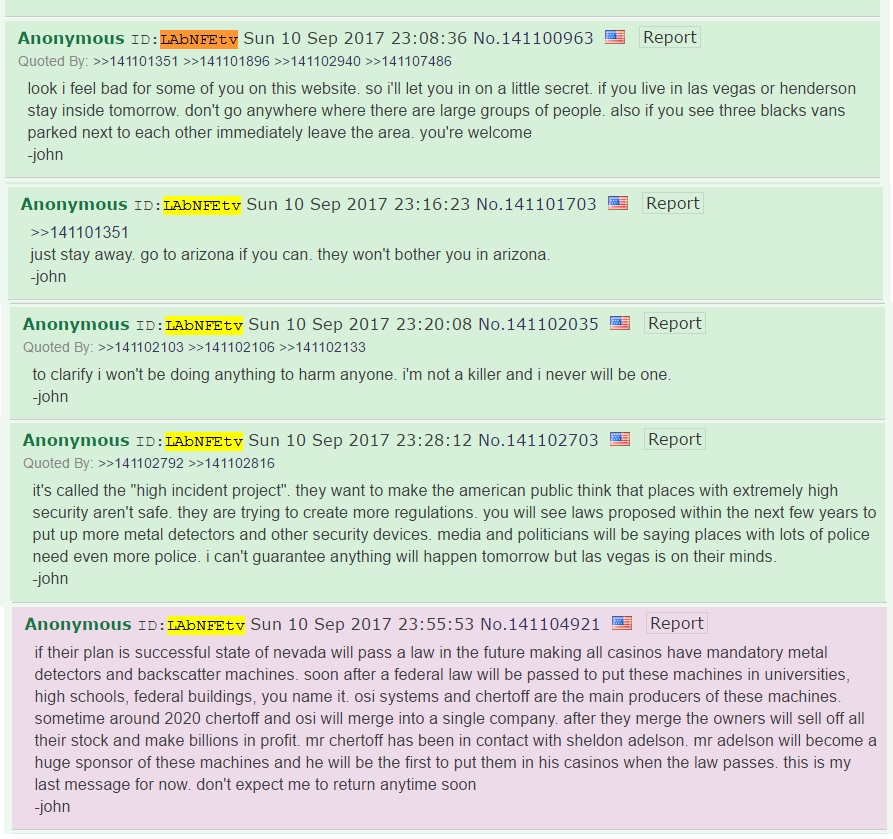 Anonymous ID:LAbNFEtv Sun 10 Sep 2017 23:08:36 No.141100963 Report
Quoted By: >>141101351 >>141101896 >>141102940 >>141107486
look i feel bad for some of you on this website. so i'll let you in on a little secret. if you live in las vegas or henderson
stay inside tomorrow. don't go anywhere where there are large groups of people. also if you see three blacks vans
parked next to each other immediately leave the area. you're welcome
-john
Anonymous ID:LAbNFEtv Sun 10 Sep 2017 23:16:23 No.141101703 Report
>>141101351
just stay away. go to arizona if you can. they won't bother you in arizona.
-john
Anonymous ID:LAbNFEtv Sun 10 Sep 2017 23:20:08 No.141102035 Report
Quoted By: >>141102103 >>141102106 >>141102133
to clarify i won't be doing anything to harm anyone. i'm not a killer and i never will be one.
-john
Anonymous ID:LAbNFEtv Sun 10 Sep 2017 23:28:12 No.141102703 Report
Quoted By: >>141102792 >>141102816
it's called the "high incident project". they want to make the american public think that places with extremely high
security aren't safe. they are trying to create more regulations. you will see laws proposed within the next few years to
put up more metal detectors and other security devices. media and politicians will be saying places with lots of police
need even more police. i can't guarantee anything will happen tomorrow but las vegas is on their minds.
-john
Anonymous ID:LAbNFEtv Sun 10 Sep 2017 23:55:53 No.141104921 Report
if their plan is successful state of nevada will pass a law in the future making all casinos have mandatory metal
detectors and backscatter machines. soon after a federal law will be passed to put these machines in universities,
high schools, federal buildings, you name it. osi systems and chertoff are the main producers of these machines.
sometime around 2020 chertoff and osi will merge into a single company. after they merge the owners will sell off all
their stock and make billions in profit. mr chertoff has been in contact with sheldon adelson. mr adelson will become a
huge sponsor of these machines and he will be the first to put them in his casinos when the law passes. this is my
last message for now. don't expect me to return anytime soon
-john